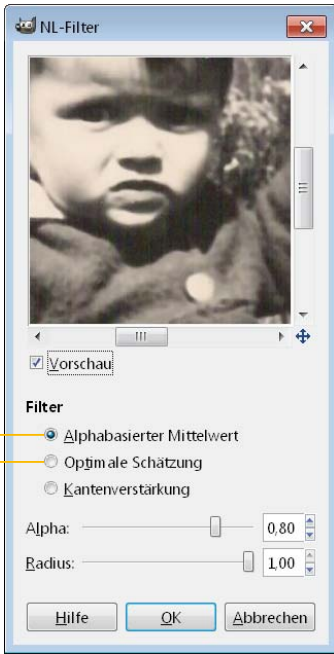 NL-Filter
Vorschau
Filter
Alphabasierter Mittelwert
Optimale Schätzung
Kantenverstärkung
Alpha: 0,80
Radius: 1,00
Hilfe OK Abbrechen